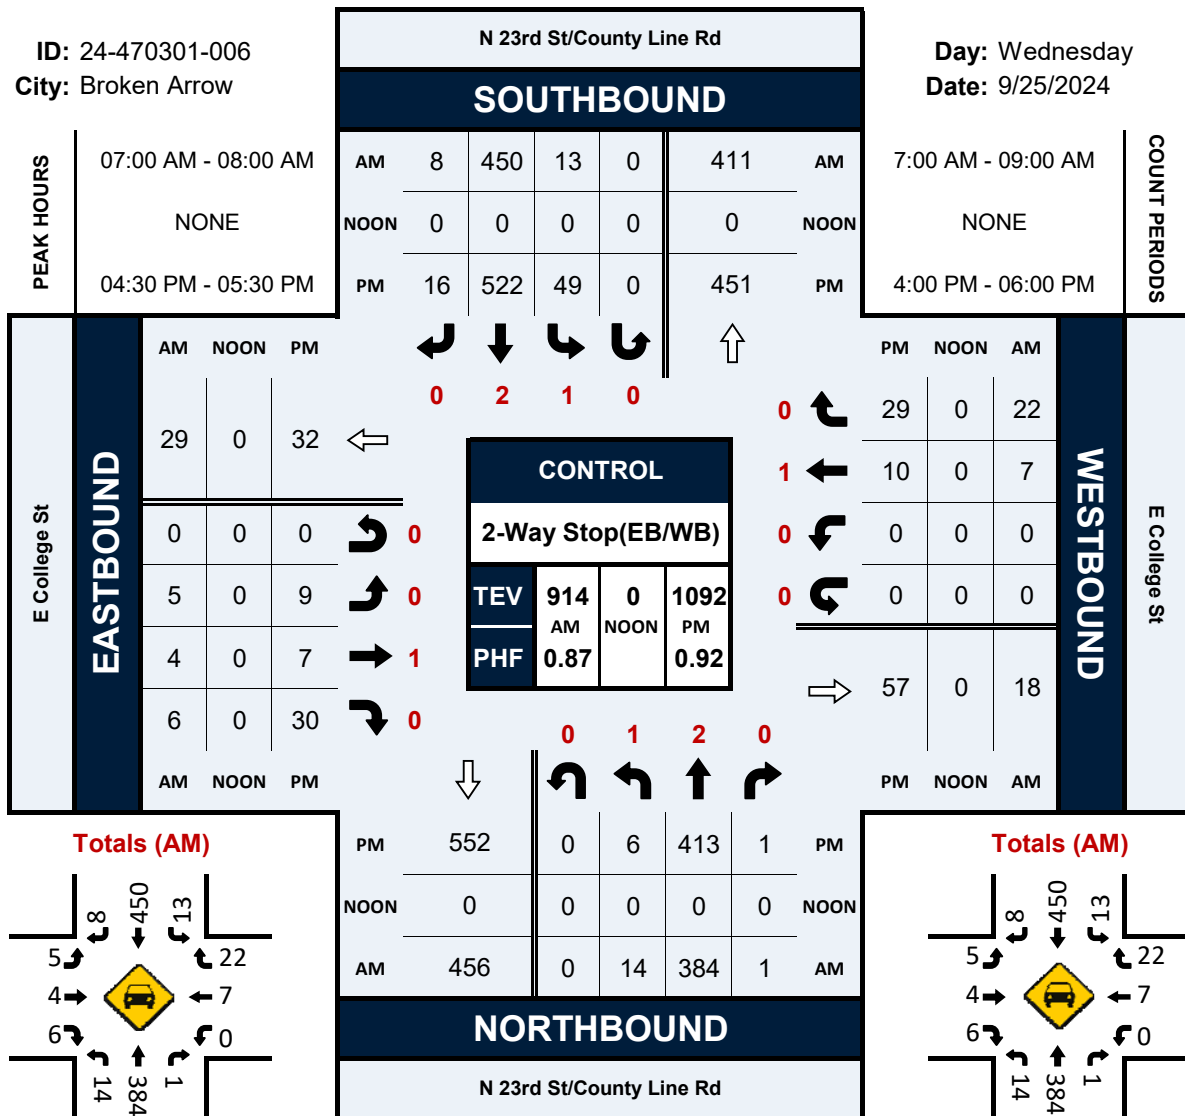 N 23rd St/County Line Rd
ID: 24-470301-006
City: Broken Arrow
Day: Wednesday
Date: 9/25/2024
SOUTHBOUND
PEAK HOURS
07:00 AM - 08:00 AM
NONE
04:30 PM - 05:30 PM
AM 8 450 13 0 411 AM
NOON 0 0 0 0 0 NOON
PM 16 522 49 0 451 PM
7:00 AM - 09:00 AM
NONE
4:00 PM - 06:00 PM
COUNT PERIODS
0 2 1 0
E College St
EASTBOUND
AM NOON PM
29 0 32
0 0 0 0
5 0 9 0
4 0 7 1
6 0 30 0
AM NOON PM
CONTROL
2-Way Stop(EB/WB)
TEV 914 0 1092
AM NOON PM
PHF 0.87 0.92
PM NOON AM
0 29 0 22
1 10 0 7
0 0 0 0
0 0 0 0
57 0 18
PM NOON AM
WESTBOUND
E College St
0 1 2 0
PM 552 0 6 413 1 PM
NOON 0 0 0 0 0 NOON
AM 456 0 14 384 1 AM
NORTHBOUND
N 23rd St/County Line Rd
Totals (AM)
8 450 13
5 22
4 7
6 0
14 384 1
Totals (AM)
8 450 13
5 22
4 7
6 0
14 384 1